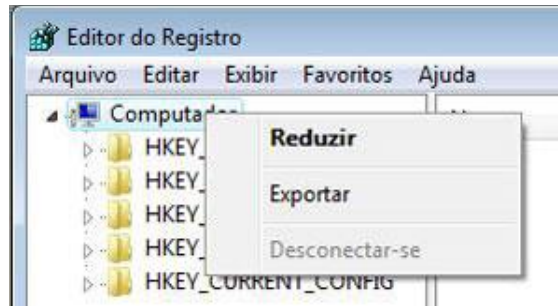 Editor do Registro
Arquivo Editar Exibir Favoritos Ajuda
Reduzir
HKEY_
HKEY_
Exportar
HKEY_
HKEY_
Desconectar-se
HKEY_CURRENT_CONFIG